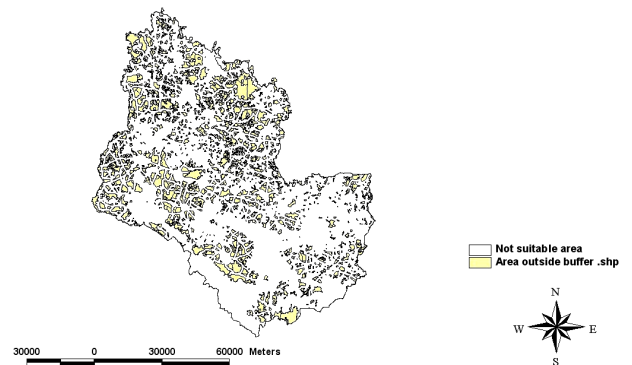 Not suitable area
Area outside buffer .shp
N
W E
S
30000 0 30000 60000 Meters